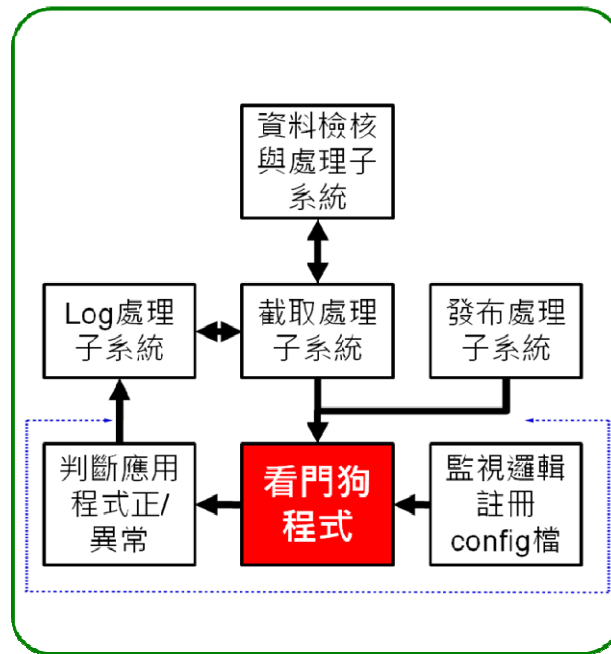 資料檢核
與處理子
系統
Log處理
子系統
截取處理
子系統
發布處理
子系統
判斷應用
程式正/
異常
看門狗
程式
監視邏輯
註冊
config檔